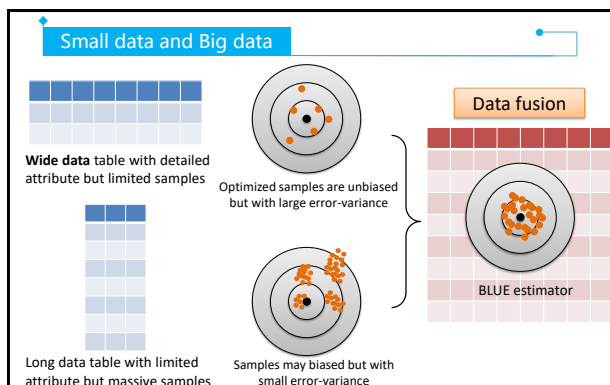 Small data and Big data
Data fusion
Wide data table with detailed
attribute but limited samples
Optimized samples are unbiased
but with large error-variance
BLUE estimator
Long data table with limited
attribute but massive samples
Samples may biased but with
small error-variance